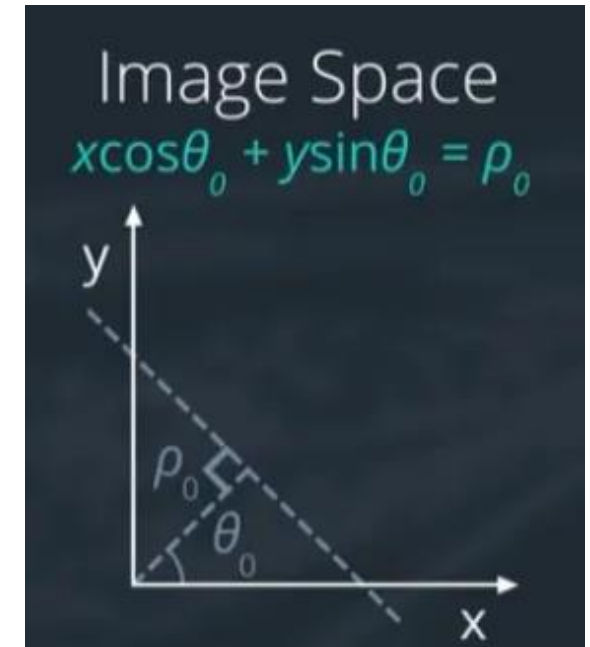 Image Space
xcosθ₀ + ysinθ₀ = ρ₀
y
ρ₀
θ₀
x